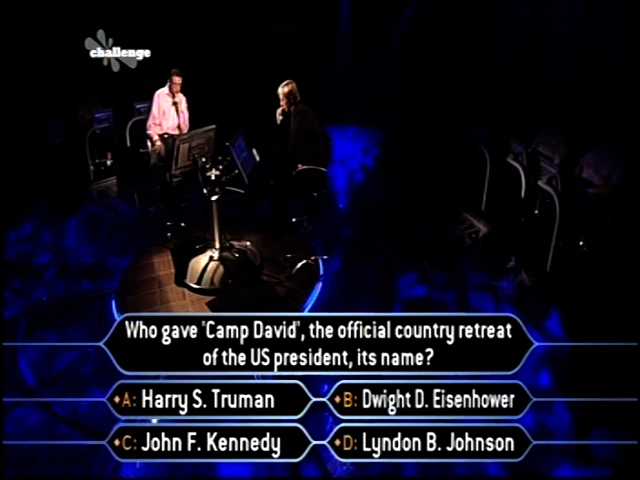 challenge
Who gave 'Camp David', the official country retreat
of the US president, its name?
A: Harry S. Truman
B: Dwight D. Eisenhower
C: John F. Kennedy
D: Lyndon B. Johnson